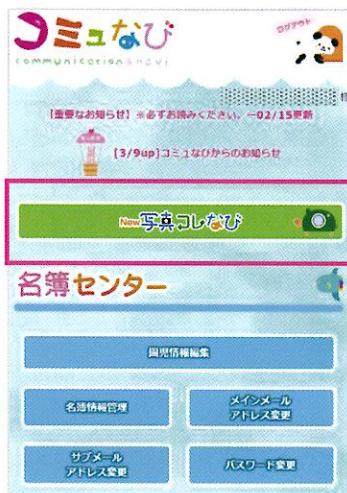 コミュなび
communication & navi
ログアウト
様
【重要なお知らせ】※必ずお読みください。－02/15更新
[3/9up]コミュなびからのお知らせ
New写真コレなび
名簿センター
園児情報編集
名簿情報管理
メインメール
アドレス変更
サブメール
アドレス変更
パスワード変更